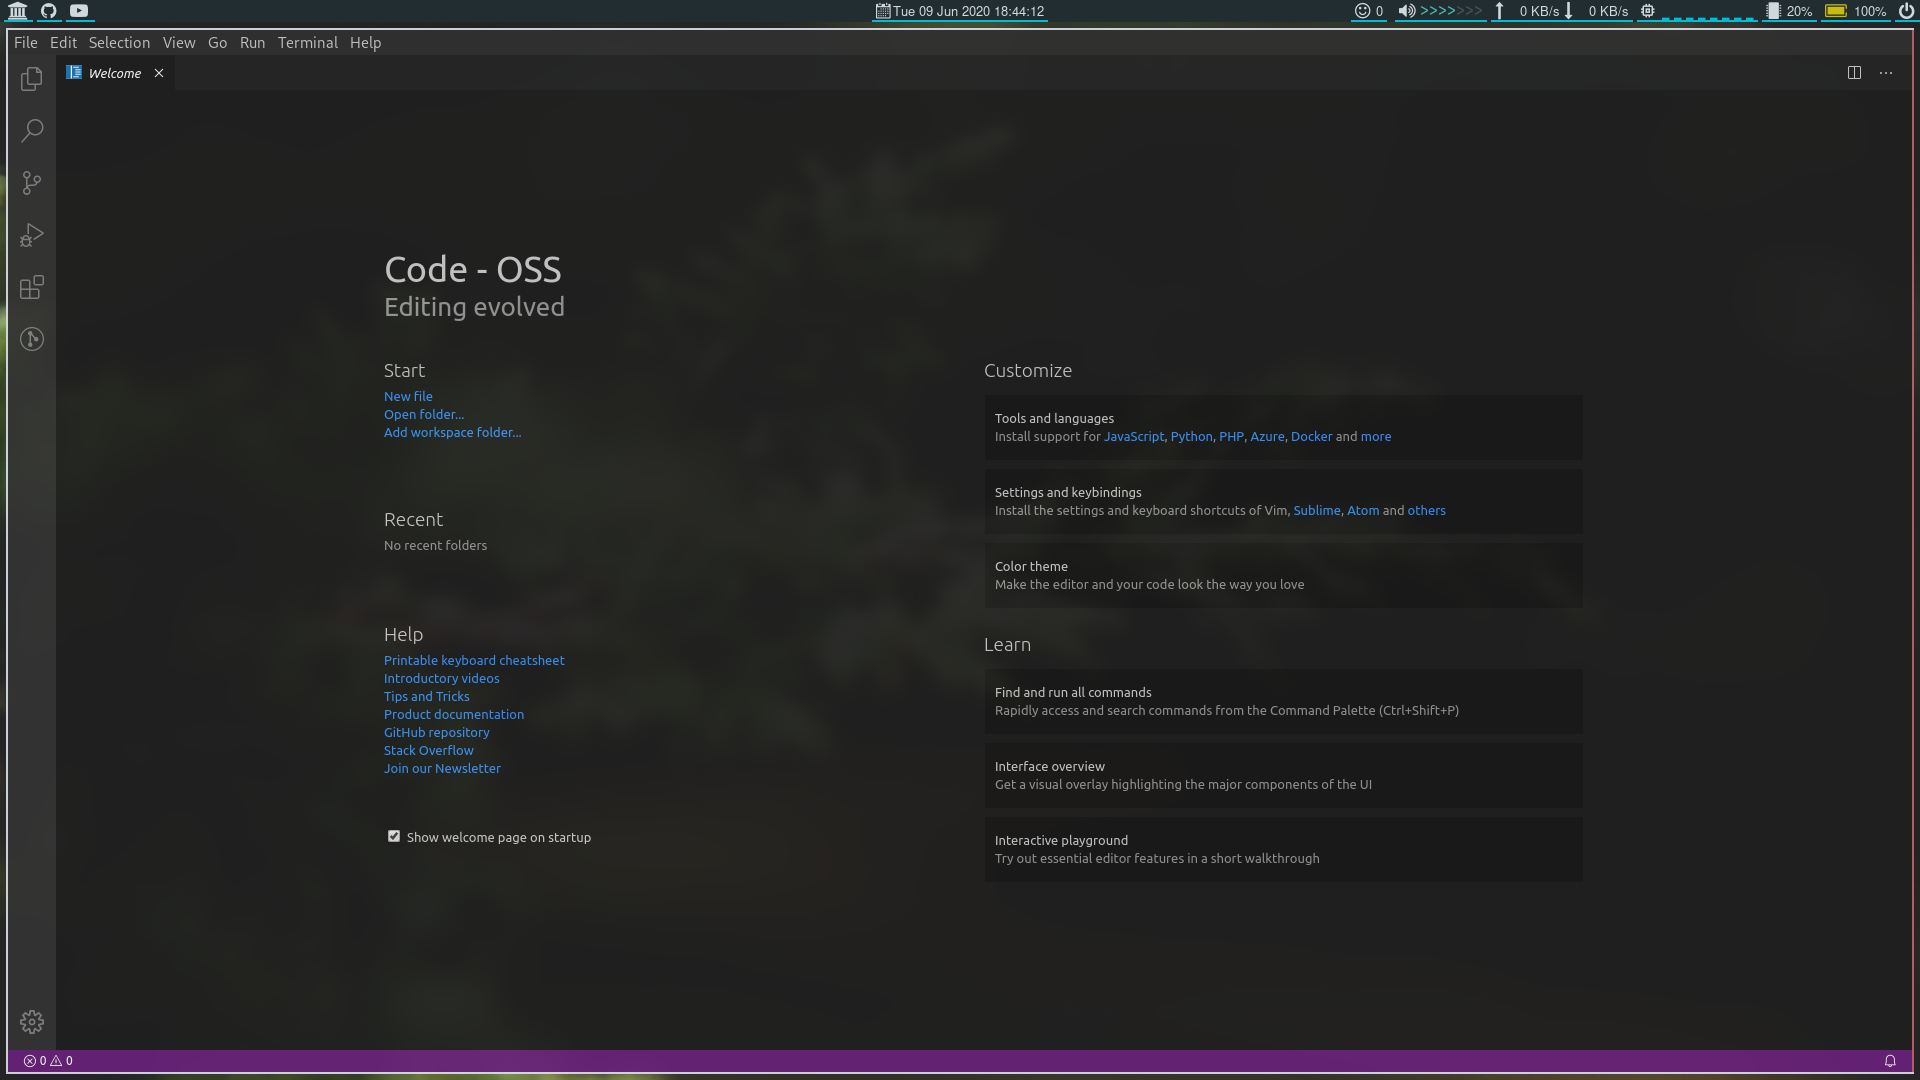 Tue 09 Jun 2020 18:44:12
0
>>>>>>>
0 KB/s
0 KB/s
20%
100%
File Edit Selection View Go Run Terminal Help
Welcome
Code - OSS
Editing evolved
Start
New file
Open folder...
Add workspace folder...
Recent
No recent folders
Help
Printable keyboard cheatsheet
Introductory videos
Tips and Tricks
Product documentation
GitHub repository
Stack Overflow
Join our Newsletter
Show welcome page on startup
Customize
Tools and languages
Install support for JavaScript, Python, PHP, Azure, Docker and more
Settings and keybindings
Install the settings and keyboard shortcuts of Vim, Sublime, Atom and others
Color theme
Make the editor and your code look the way you love
Learn
Find and run all commands
Rapidly access and search commands from the Command Palette (Ctrl+Shift+P)
Interface overview
Get a visual overlay highlighting the major components of the UI
Interactive playground
Try out essential editor features in a short walkthrough
0 0